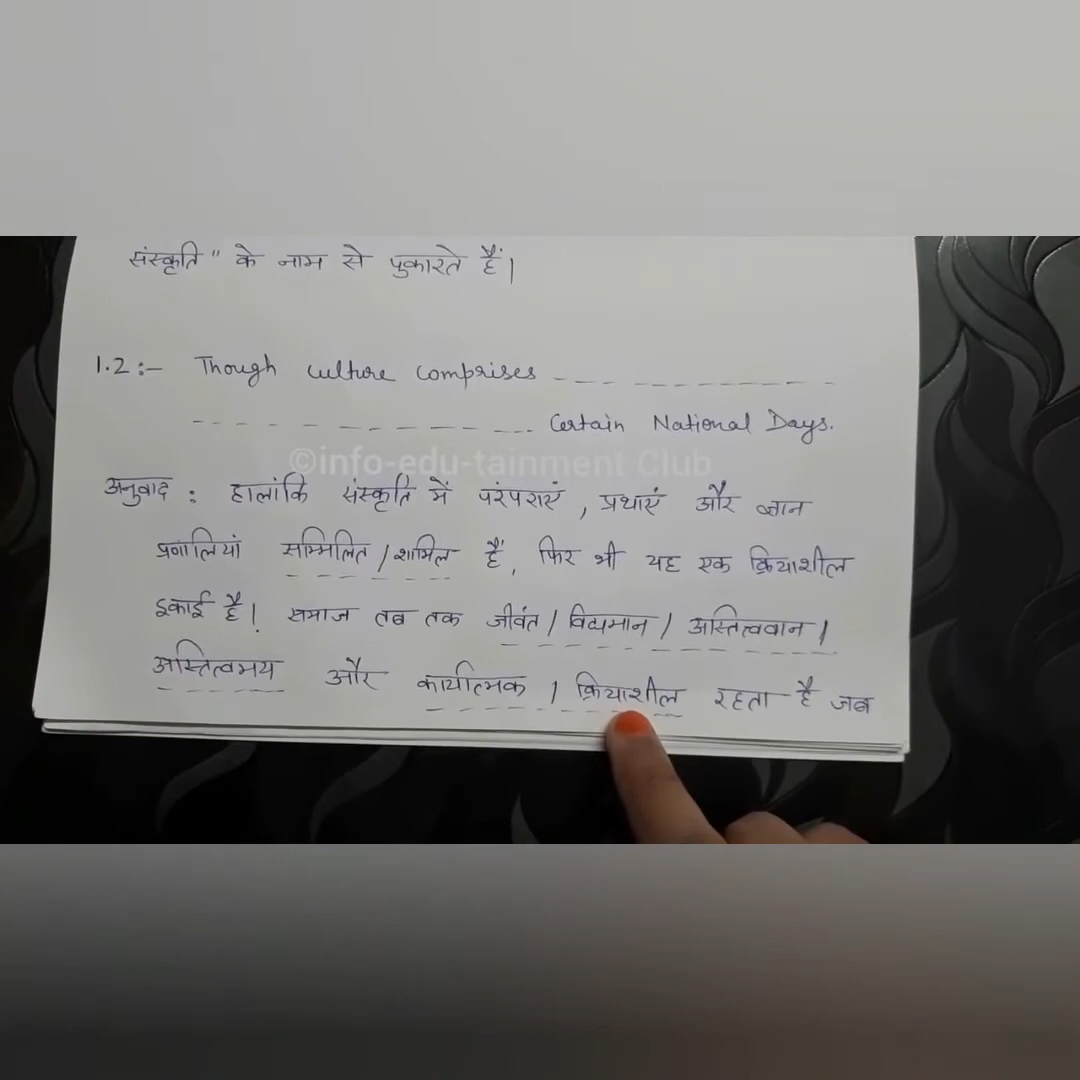 संस्कृति" के नाम से पुकारते हैं|
1.2 :- Though culture comprises -- - - - - - - - - - -
- - - - - - - - - - - - ... Certain National Days.
©info-edu-tainment Club
अनुवाद : हालांकि संस्कृति में परंपराएं , प्रथाएं और ज्ञान
प्रणालियां सम्मिलित / शामिल हैं, फिर भी यह एक क्रियाशील
इकाई है। समाज तब तक जीवंत / विद्यमान / अस्तित्ववान /
अस्तित्वमय और कार्यात्मक / क्रियाशील रहता है जब